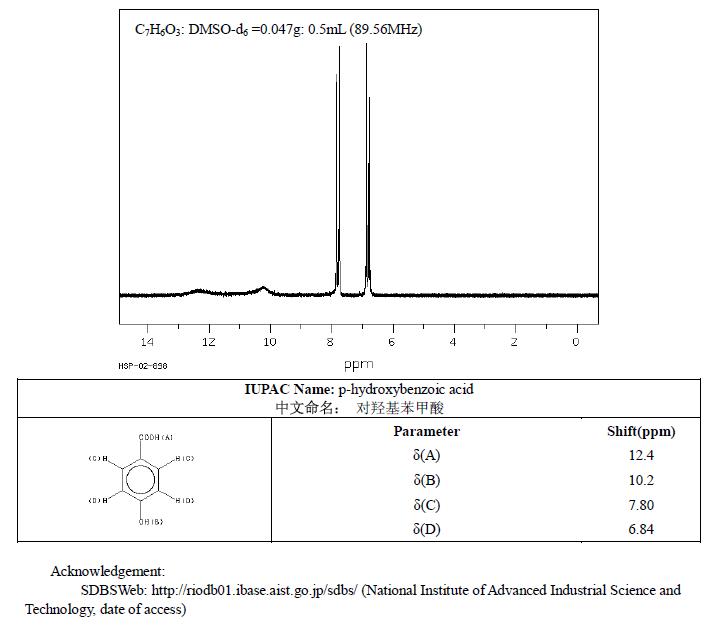 C₇H₆O₃: DMSO-d₆ =0.047g: 0.5mL (89.56MHz)
14 12 10 8 6 4 2 0
HSP-02-898 ppm
IUPAC Name: p-hydroxybenzoic acid
中文命名： 对羟基苯甲酸
Parameter Shift(ppm)
COOH(A)
(C)H H(C)
(D)H H(D)
OH(B)
δ(A) 12.4
δ(B) 10.2
δ(C) 7.80
δ(D) 6.84
Acknowledgement:
SDBSWeb: http://riodb01.ibase.aist.go.jp/sdbs/ (National Institute of Advanced Industrial Science and
Technology, date of access)